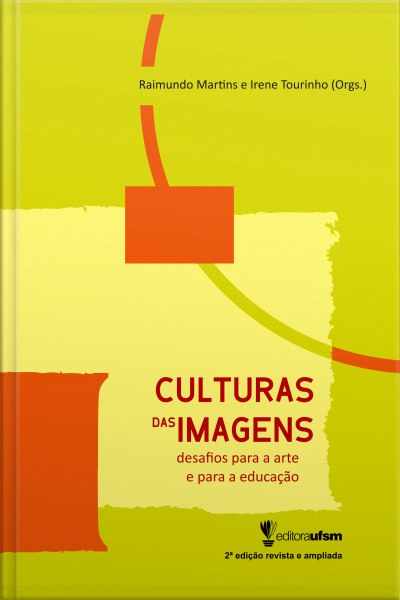 Raimundo Martins e Irene Tourinho (Orgs.)
CULTURAS
DAS IMAGENS
desafios para a arte
e para a educação
editoraufsm
2ª edição revista e ampliada